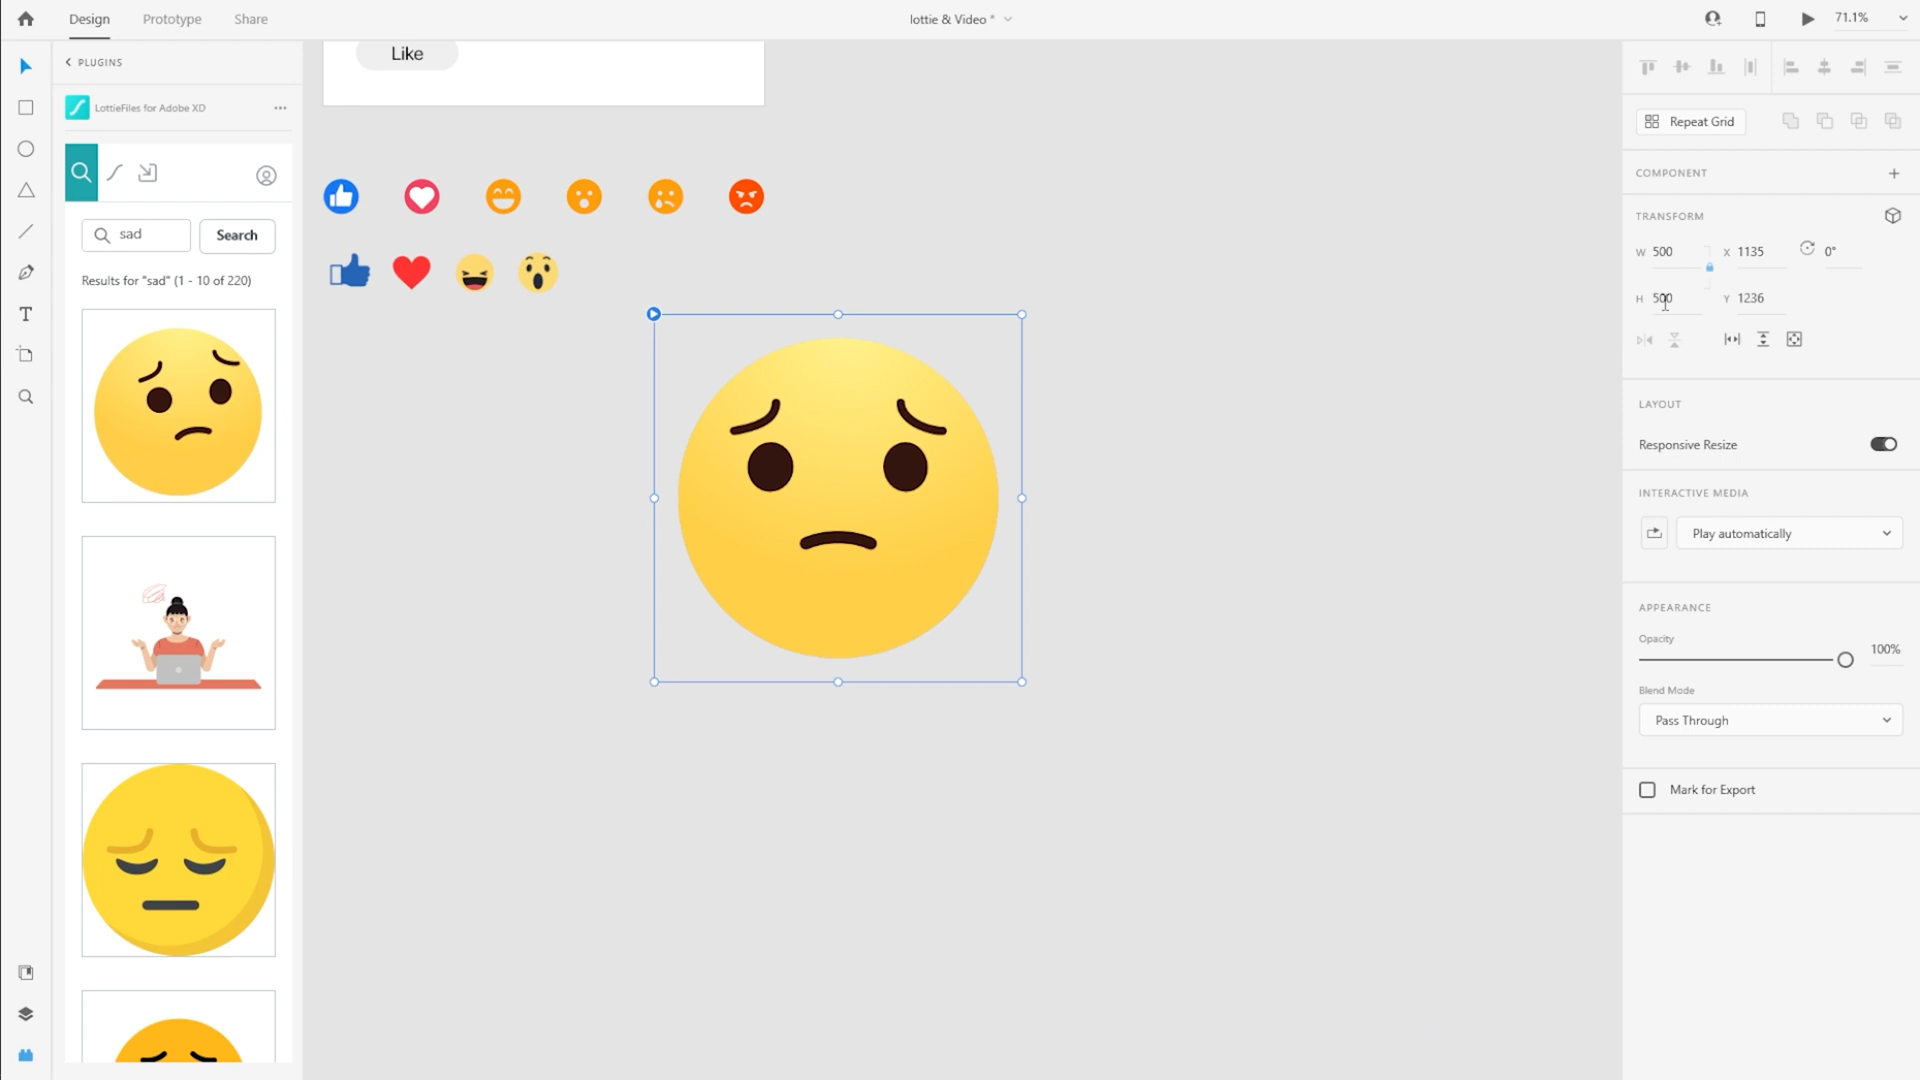 Design
Prototype
Share
lottie & Video *
71.1%
PLUGINS
LottieFiles for Adobe XD
sad
Search
Results for "sad" (1 - 10 of 220)
Like
Repeat Grid
COMPONENT
TRANSFORM
W 500 X 1135 0°
H 500 Y 1236
LAYOUT
Responsive Resize
INTERACTIVE MEDIA
Play automatically
APPEARANCE
Opacity
100%
Blend Mode
Pass Through
Mark for Export